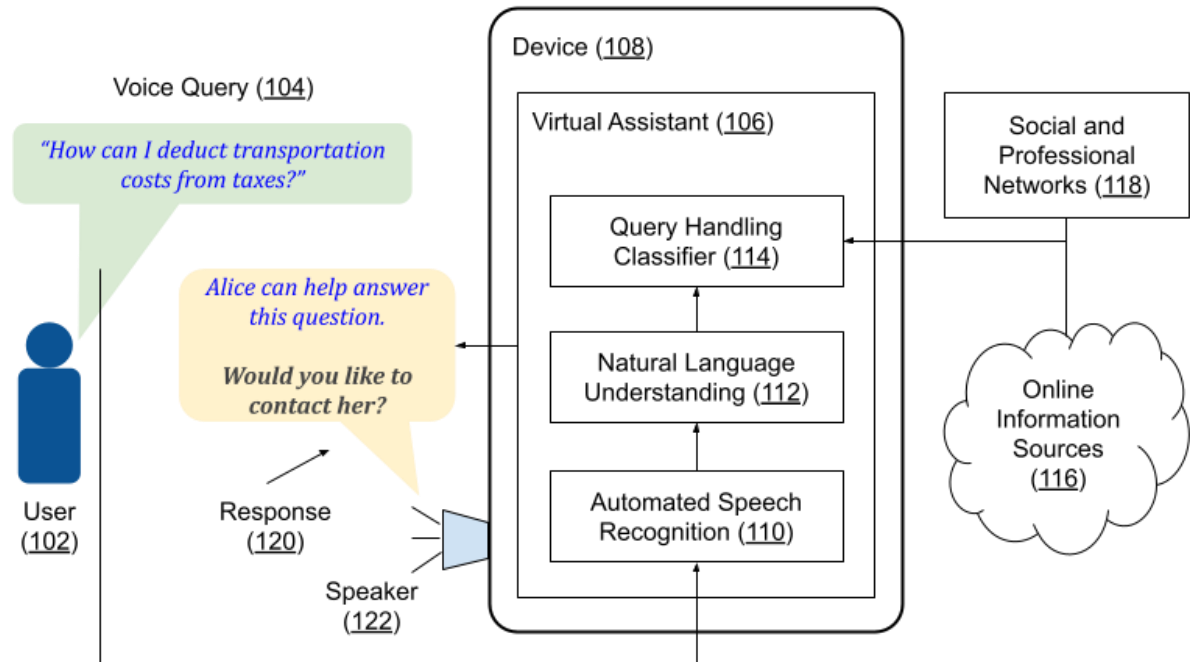 Voice Query (104)
“How can I deduct transportation
costs from taxes?”
User
(102)
Alice can help answer
this question.
Would you like to
contact her?
Response
(120)
Speaker
(122)
Device (108)
Virtual Assistant (106)
Query Handling
Classifier (114)
Natural Language
Understanding (112)
Automated Speech
Recognition (110)
Social and
Professional
Networks (118)
Online
Information
Sources
(116)